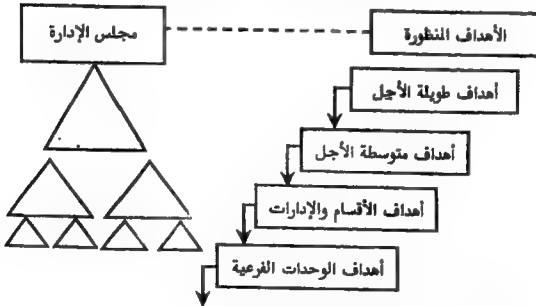 الأهداف المنظورة
مجلس الإدارة
أهداف طويلة الأجل
أهداف متوسطة الأجل
أهداف الأقسام والإدارات
أهداف الوحدات الفرعية